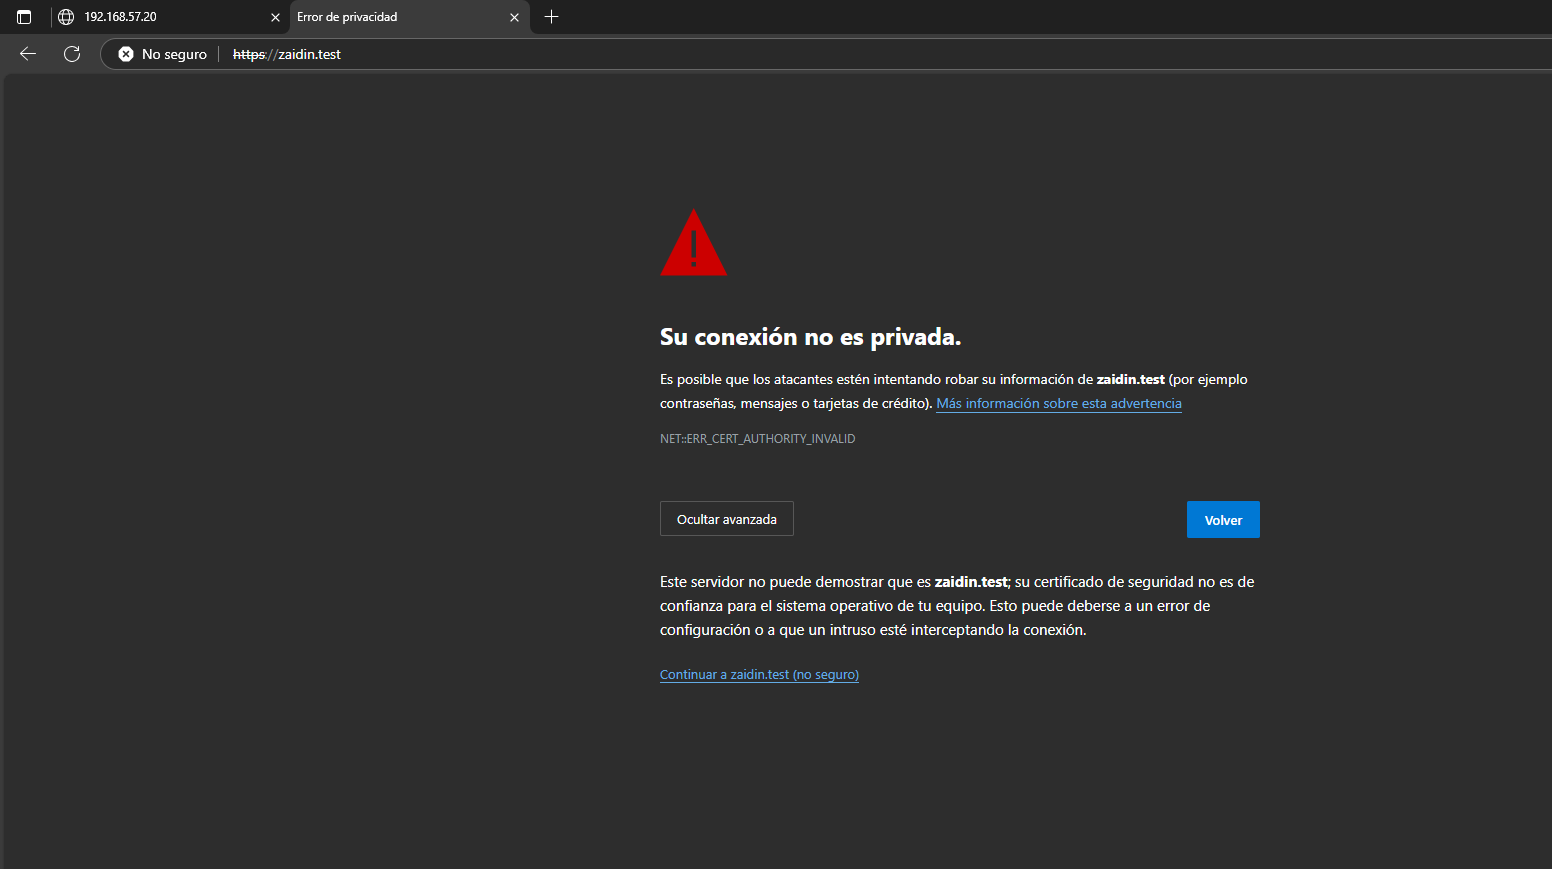 192.168.57.20
Error de privacidad
No seguro
https://zaidin.test
Su conexión no es privada.
Es posible que los atacantes estén intentando robar su información de zaidin.test (por ejemplo
contraseñas, mensajes o tarjetas de crédito). Más información sobre esta advertencia
NET::ERR_CERT_AUTHORITY_INVALID
Ocultar avanzada
Volver
Este servidor no puede demostrar que es zaidin.test; su certificado de seguridad no es de
confianza para el sistema operativo de tu equipo. Esto puede deberse a un error de
configuración o a que un intruso esté interceptando la conexión.
Continuar a zaidin.test (no seguro)